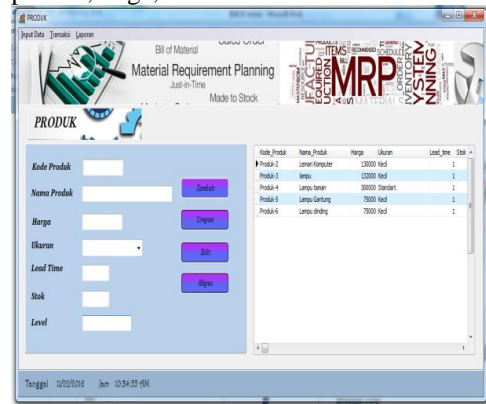 PRODUK
Input Data Transaksi Laporan
Bill of Material
Material Requirement Planning
Just-in-Time
Made to Stock
ITEMS
MRP
PRODUK
Kode Produk
Nama Produk
Harga
Ukuran
Lead Time
Stok
Level
Tambah
Simpan
Edit
Hapus
Kode_Produk Nama_Produk Harga Ukuran Lead_time Stok
Produk-2 Lemari Komputer 130000 Kecil 1
Produk-3 lampu 132000 Kecil 1
Produk-4 Lampu taman 300000 Standart 1
Produk-5 Lampu Gantung 75000 Kecil 1
Produk-6 Lampu dinding 75000 Kecil 1
Tanggal 11/22/2016 Jam 10:54:55 AM